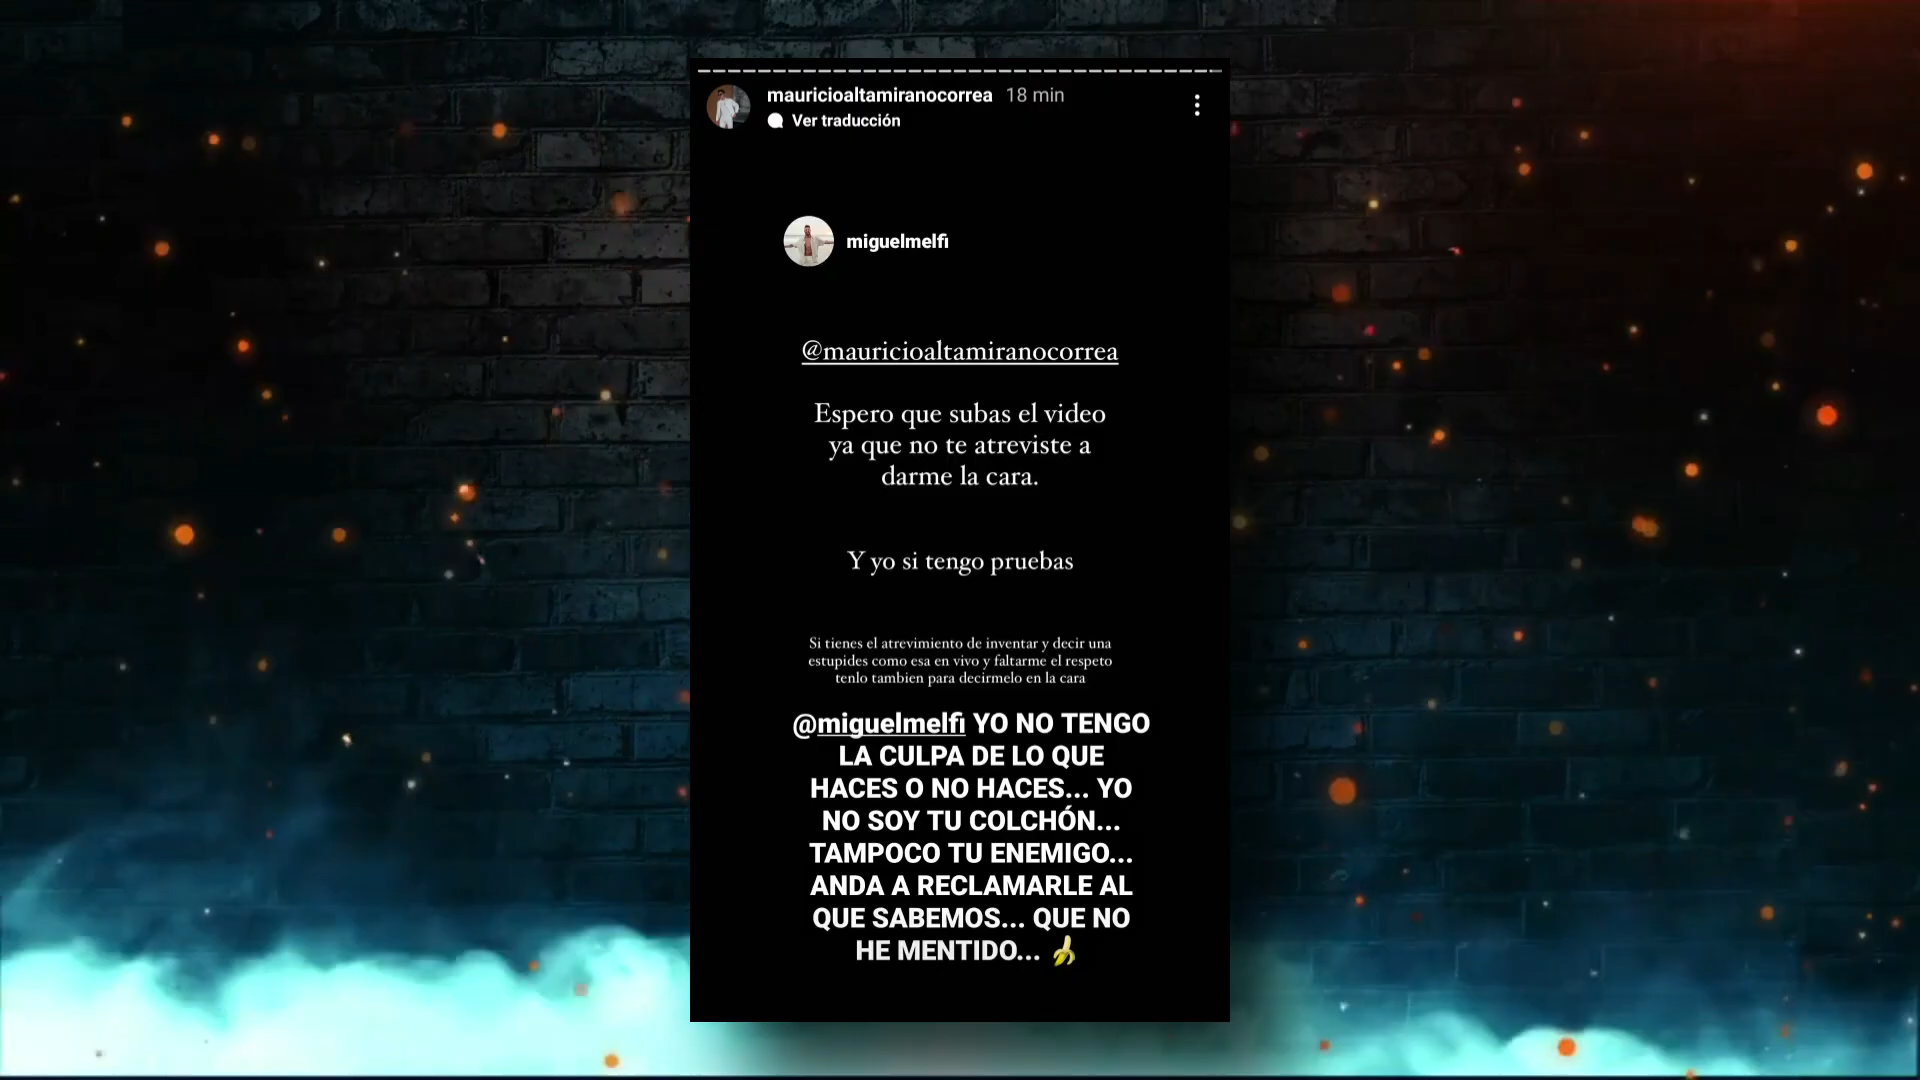 mauricioaltamiranocorrea 18 min
Ver traducción
miguelmelfi
@mauricioaltamiranocorrea
Espero que subas el video
ya que no te atreviste a
darme la cara.
Y yo si tengo pruebas
Si tienes el atrevimiento de inventar y decir una
estupides como esa en vivo y faltarme el respeto
tenlo tambien para decirmelo en la cara
@miguelmelfi YO NO TENGO
LA CULPA DE LO QUE
HACES O NO HACES... YO
NO SOY TU COLCHÓN...
TAMPOCO TU ENEMIGO...
ANDA A RECLAMARLE AL
QUE SABEMOS... QUE NO
HE MENTIDO... 🍌